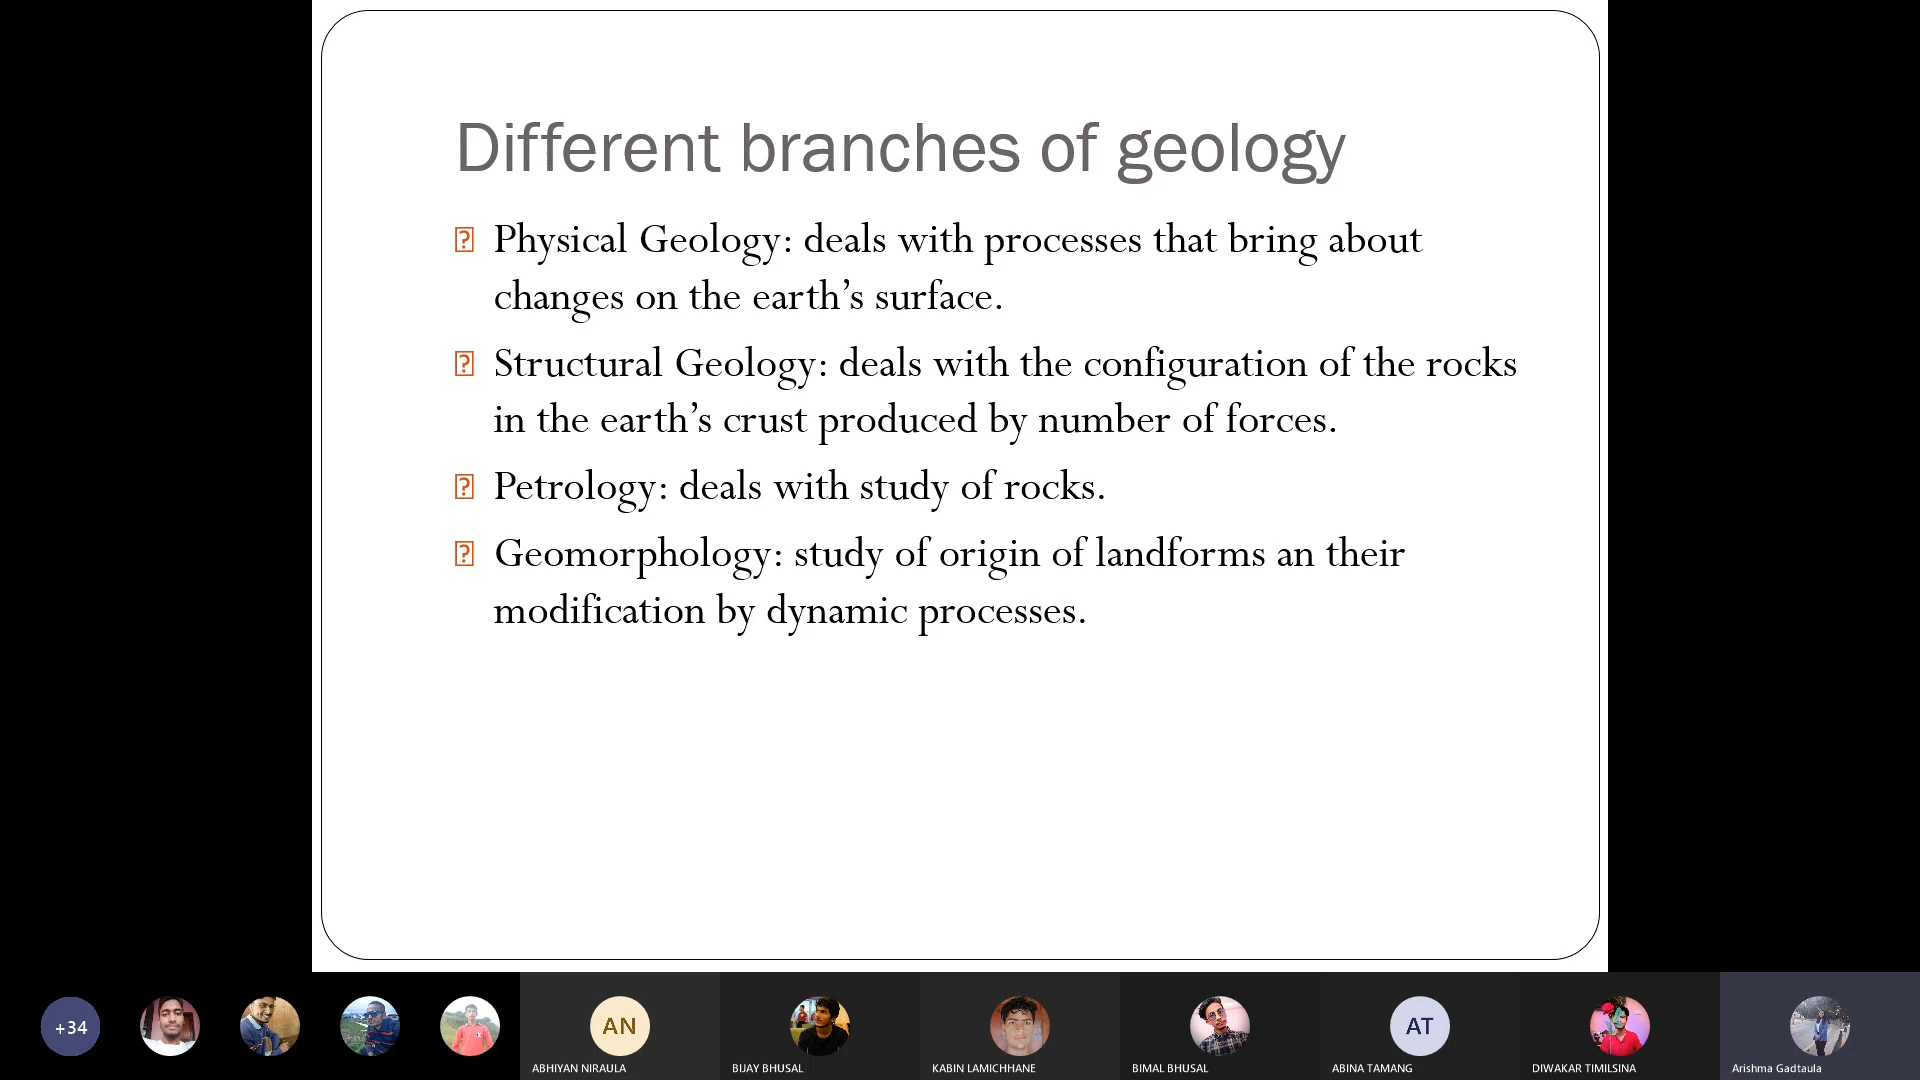 Different branches of geology
Physical Geology: deals with processes that bring about
changes on the earth’s surface.
Structural Geology: deals with the configuration of the rocks
in the earth’s crust produced by number of forces.
Petrology: deals with study of rocks.
Geomorphology: study of origin of landforms an their
modification by dynamic processes.
+34
AN
AT
ABHIYAN NIRAULA
BIJAY BHUSAL
KABIN LAMICHHANE
BIMAL BHUSAL
ABINA TAMANG
DIWAKAR TIMILSINA
Arishma Gadtaula